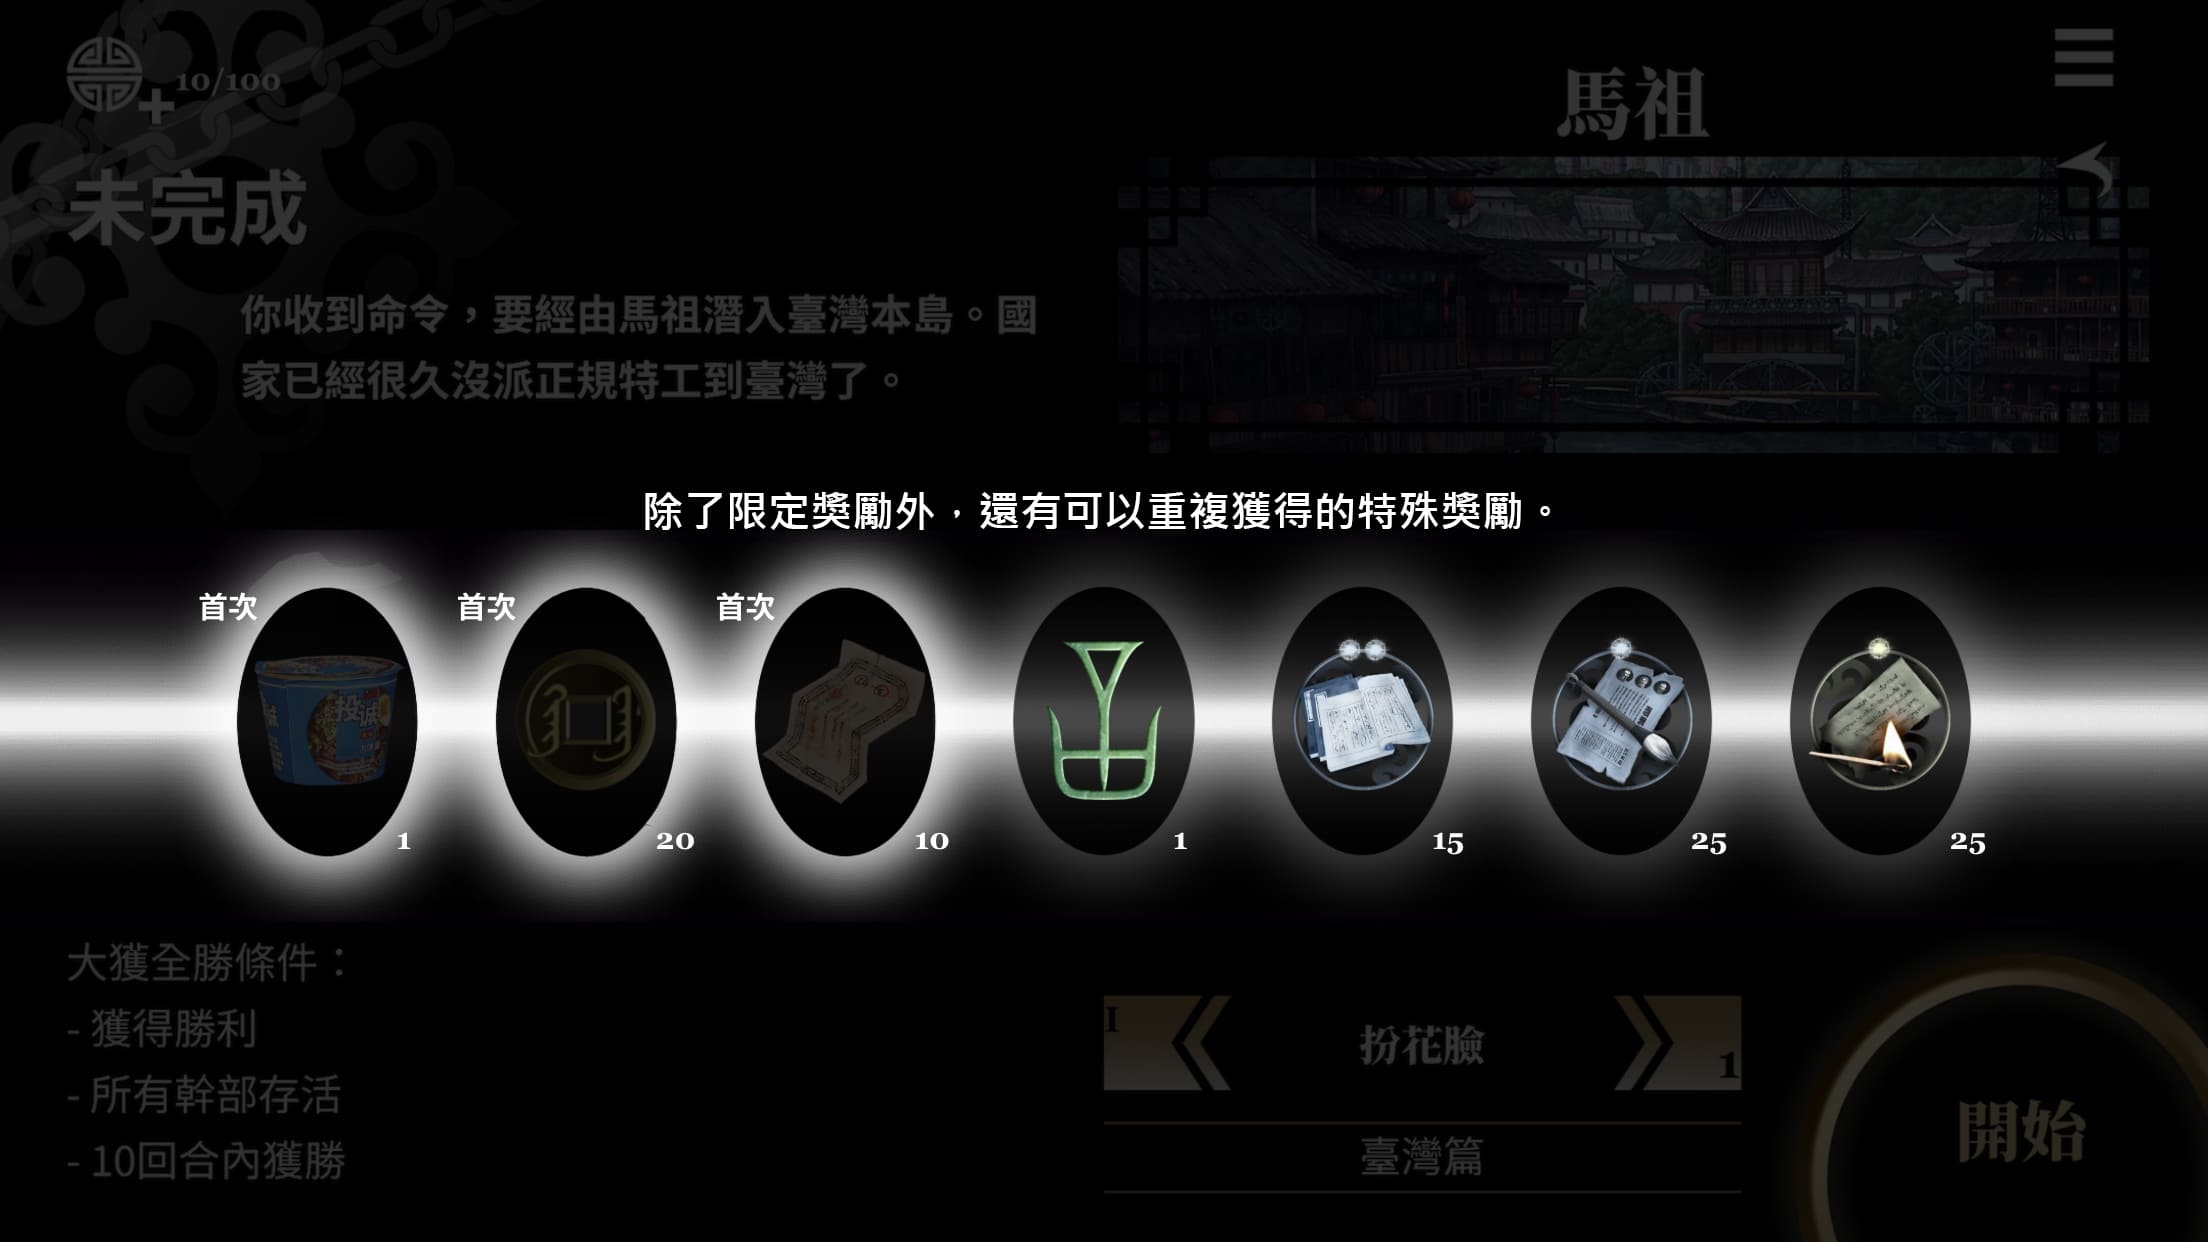 10/100
馬祖
未完成
你收到命令，要經由馬祖潛入臺灣本島。國
家已經很久沒派正規特工到臺灣了。
除了限定獎勵外，還有可以重複獲得的特殊獎勵。
首次
首次
首次
投诚
1
20
10
1
15
25
25
大獲全勝條件：
- 獲得勝利
- 所有幹部存活
- 10回合內獲勝
I
扮花臉
1
臺灣篇
開始